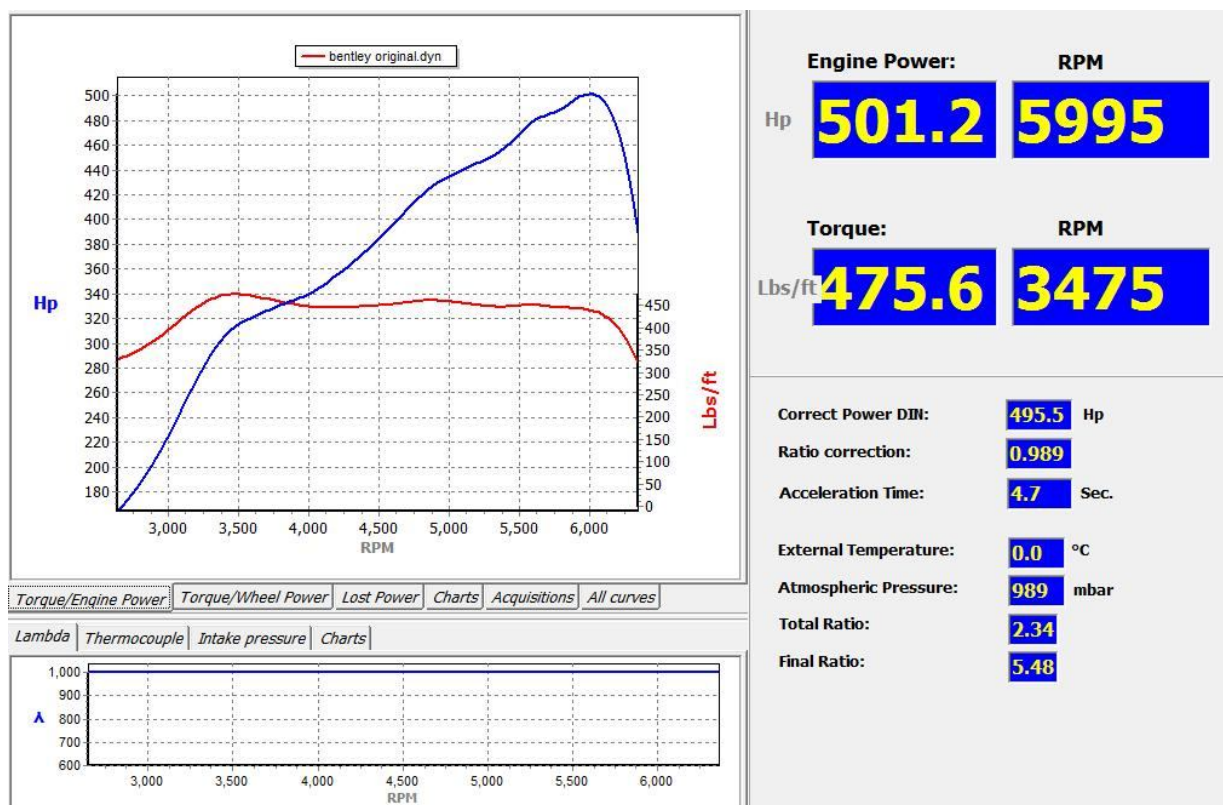 bentley original.dyn
500
480
460
440
420
400
380
360
340
320
300
280
260
240
220
200
180
Hp
450
400
350
300
250
200
150
100
50
0
Lbs/ft
3,000 3,500 4,000 4,500 5,000 5,500 6,000
RPM
Torque/Engine Power Torque/Wheel Power Lost Power Charts Acquisitions All curves
Lambda Thermocouple Intake pressure Charts
1,000
900
800
700
600
λ
3,000 3,500 4,000 4,500 5,000 5,500 6,000
RPM
Engine Power: RPM
Hp 501.2 5995
Torque: RPM
Lbs/ft 475.6 3475
Correct Power DIN: 495.5 Hp
Ratio correction: 0.989
Acceleration Time: 4.7 Sec.
External Temperature: 0.0 °C
Atmospheric Pressure: 989 mbar
Total Ratio: 2.34
Final Ratio: 5.48